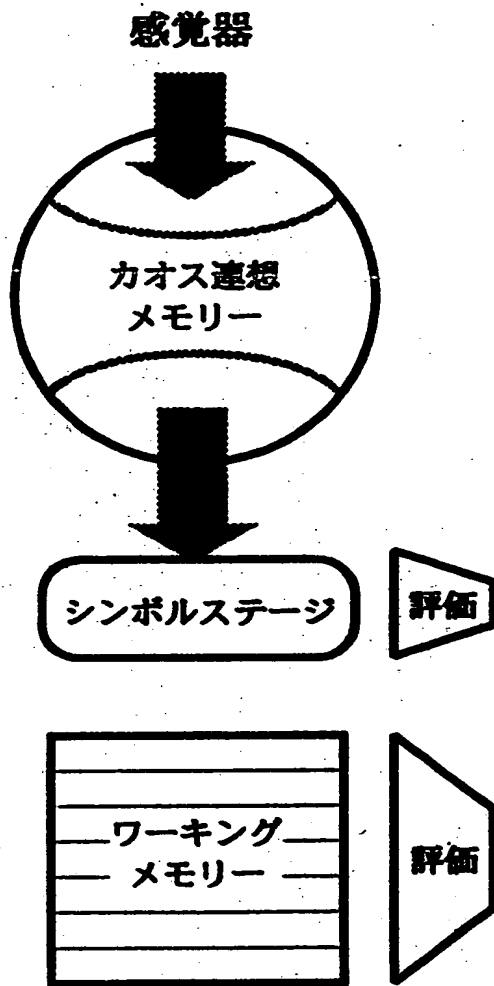 感覚器
カオス連想
メモリー
シンボルステージ
評価
ワーキング
メモリー
評価